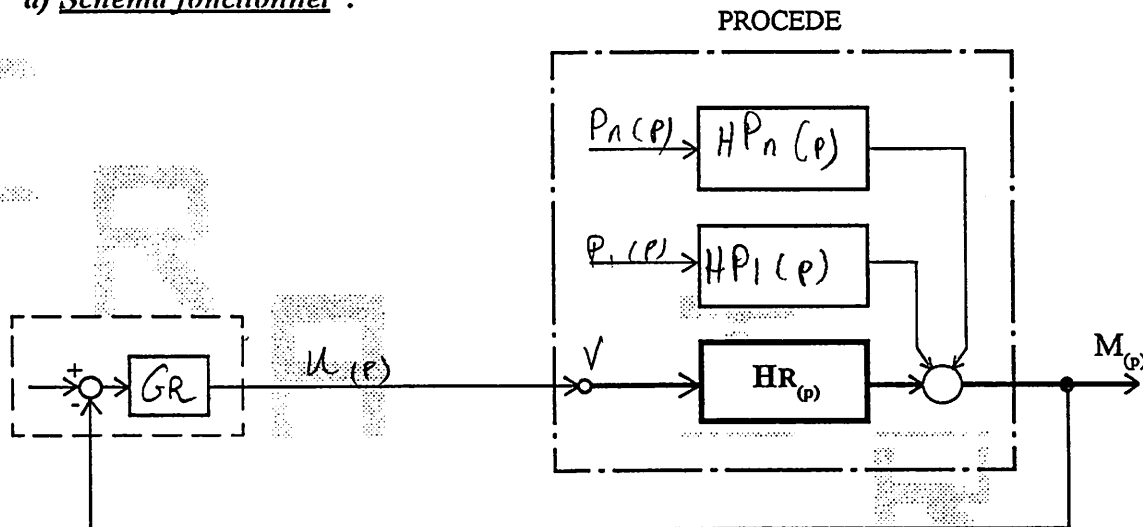 a) Schéma fonctionnel :
PROCEDE
Pn(p)
HPn(p)
P1(p)
HP1(p)
+
-
GR
U(p)
V
HR(p)
M(p)